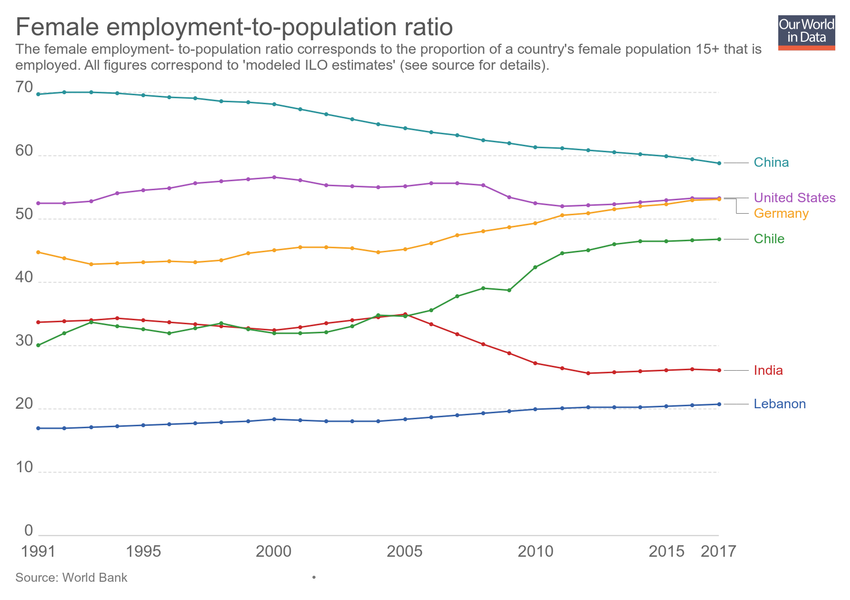 Female employment-to-population ratio
Our World
in Data
The female employment- to-population ratio corresponds to the proportion of a country's female population 15+ that is
employed. All figures correspond to 'modeled ILO estimates' (see source for details).
70
60
50
40
30
20
10
0
China
United States
Germany
Chile
India
Lebanon
1991 1995 2000 2005 2010 2015 2017
Source: World Bank •